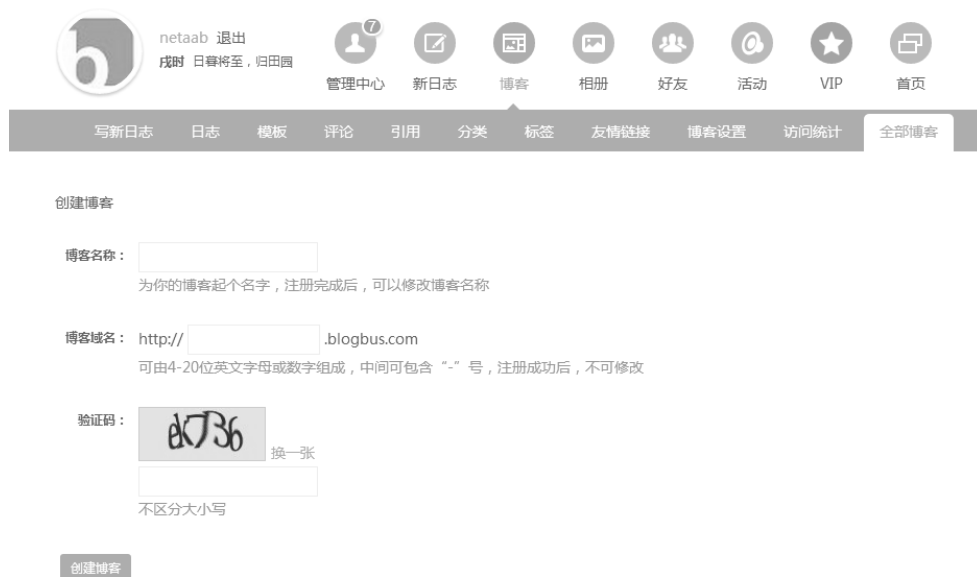 netaab 退出
戌时 日暮将至，归田园
7
管理中心 新日志 博客 相册 好友 活动 VIP 首页
写新日志 日志 模板 评论 引用 分类 标签 友情链接 博客设置 访问统计 全部博客
创建博客
博客名称：
为你的博客起个名字，注册完成后，可以修改博客名称
博客域名： http:// .blogbus.com
可由4-20位英文字母或数字组成，中间可包含“-”号，注册成功后，不可修改
验证码： ek736 换一张
不区分大小写
创建博客